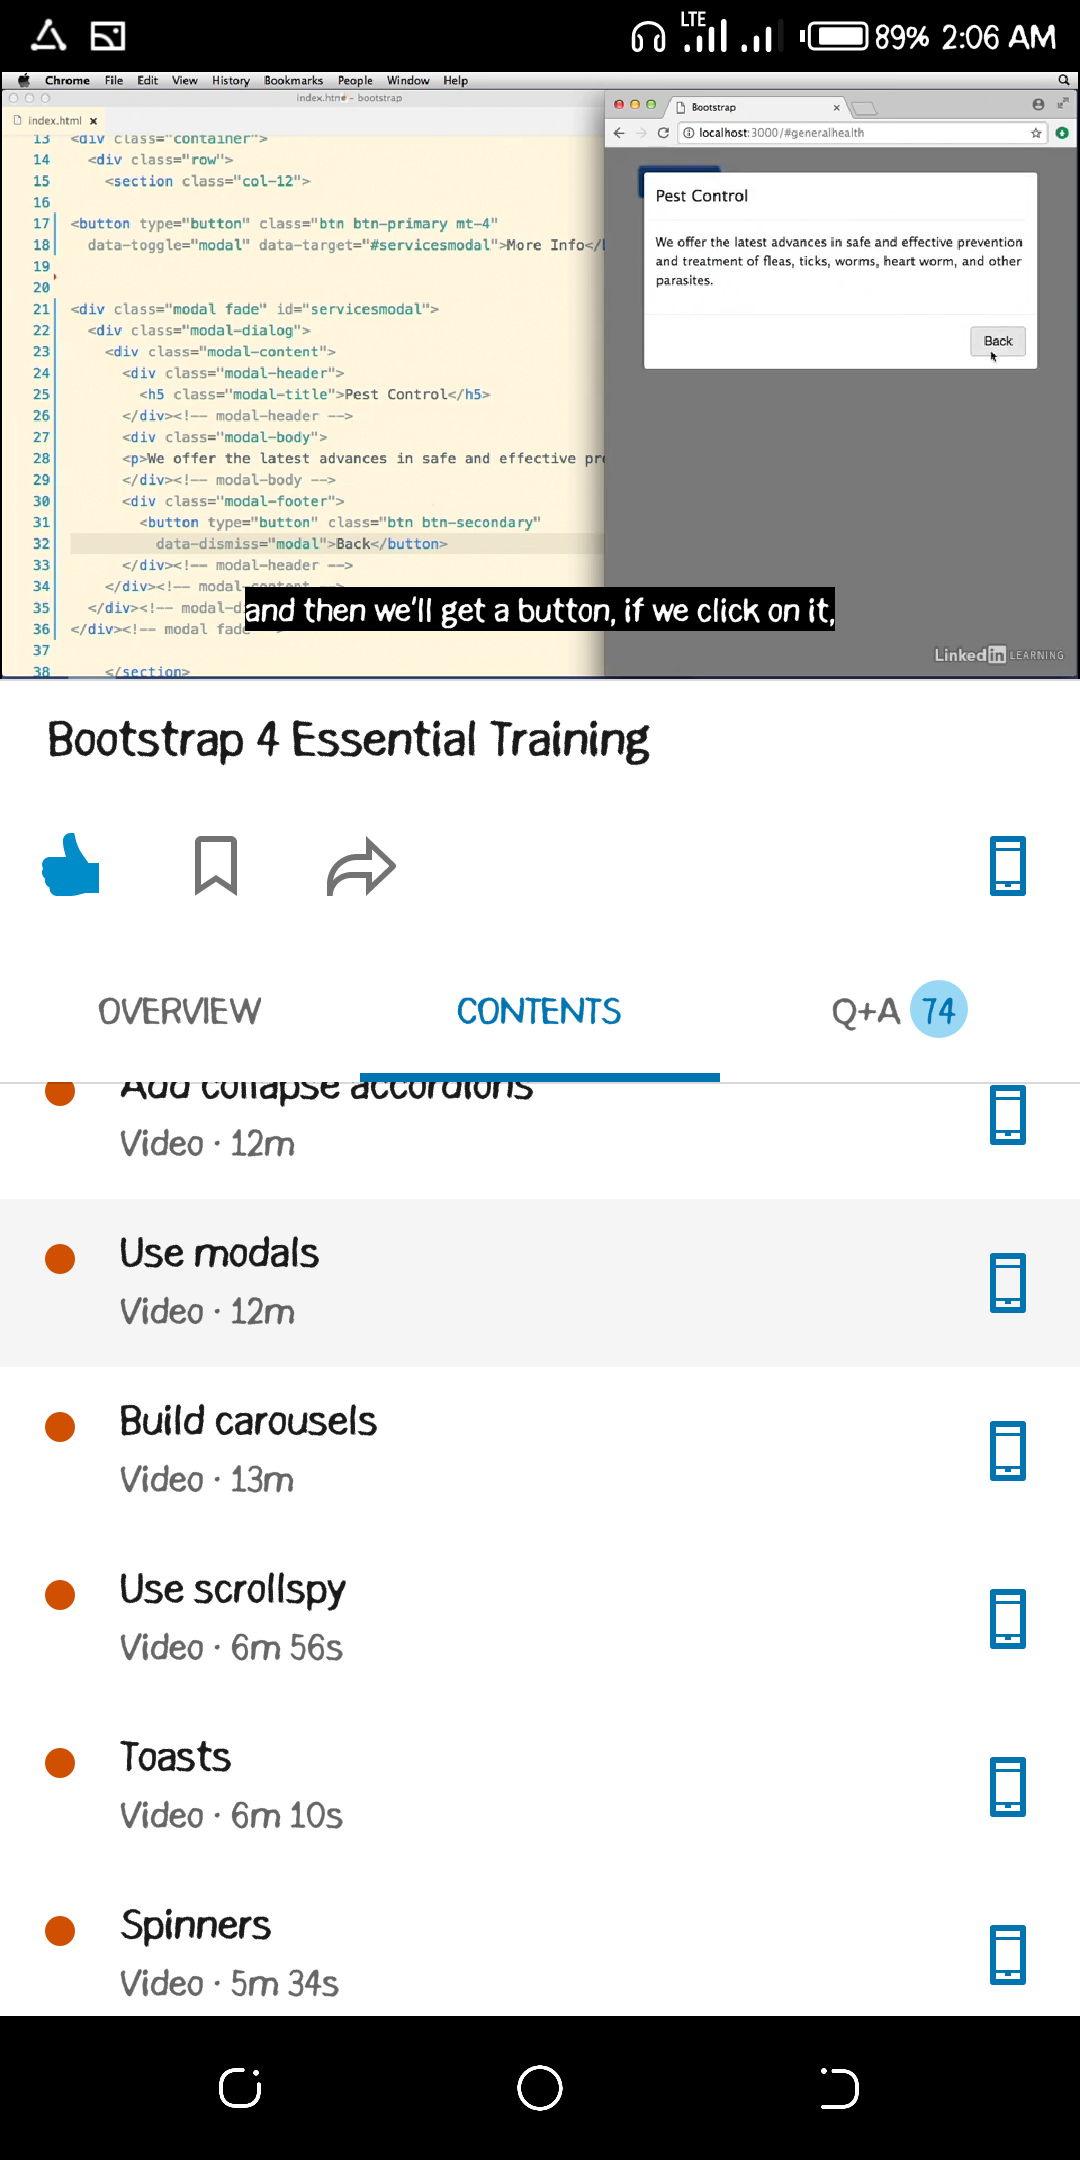 LTE 89% 2:06 AM
Chrome File Edit View History Bookmarks People Window Help
index.html - bootstrap
index.html
Bootstrap
localhost:3000/#generalhealth
13 <div class="container">
14 <div class="row">
15 <section class="col-12">
16
17 <button type="button" class="btn btn-primary mt-4"
18 data-toggle="modal" data-target="#servicesmodal">More Info</
19
20
21 <div class="modal fade" id="servicesmodal">
22 <div class="modal-dialog">
23 <div class="modal-content">
24 <div class="modal-header">
25 <h5 class="modal-title">Pest Control</h5>
26 </div><!-- modal-header -->
27 <div class="modal-body">
28 <p>We offer the latest advances in safe and effective pr
29 </div><!-- modal-body -->
30 <div class="modal-footer">
31 <button type="button" class="btn btn-secondary"
32 data-dismiss="modal">Back</button>
33 </div><!-- modal-header -->
34 </div><!-- modal-content -->
35 </div><!-- modal-d
36 </div><!-- modal fade
37
38 </section>
Pest Control
We offer the latest advances in safe and effective prevention
and treatment of fleas, ticks, worms, heart worm, and other
parasites.
Back
and then we'll get a button, if we click on it,
Linked in LEARNING
Bootstrap 4 Essential Training
OVERVIEW CONTENTS Q+A 74
Add collapse accordions
Video · 12m
Use modals
Video · 12m
Build carousels
Video · 13m
Use scrollspy
Video · 6m 56s
Toasts
Video · 6m 10s
Spinners
Video · 5m 34s